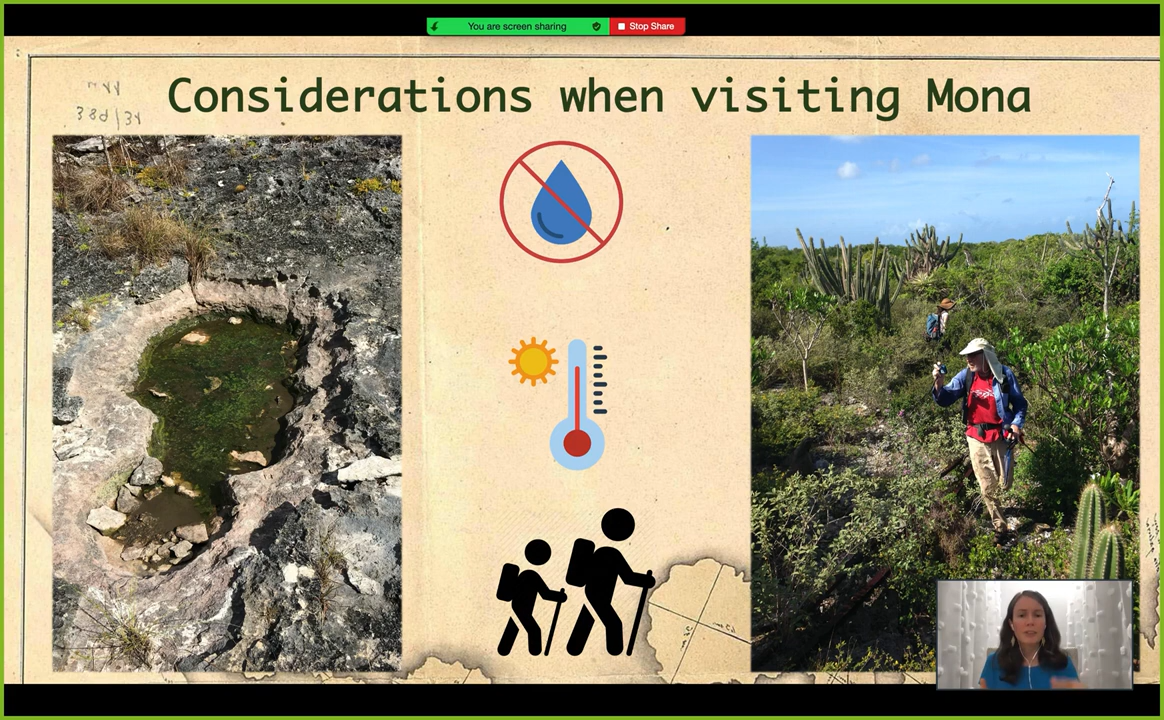 You are screen sharing
Stop Share
Considerations when visiting Mona